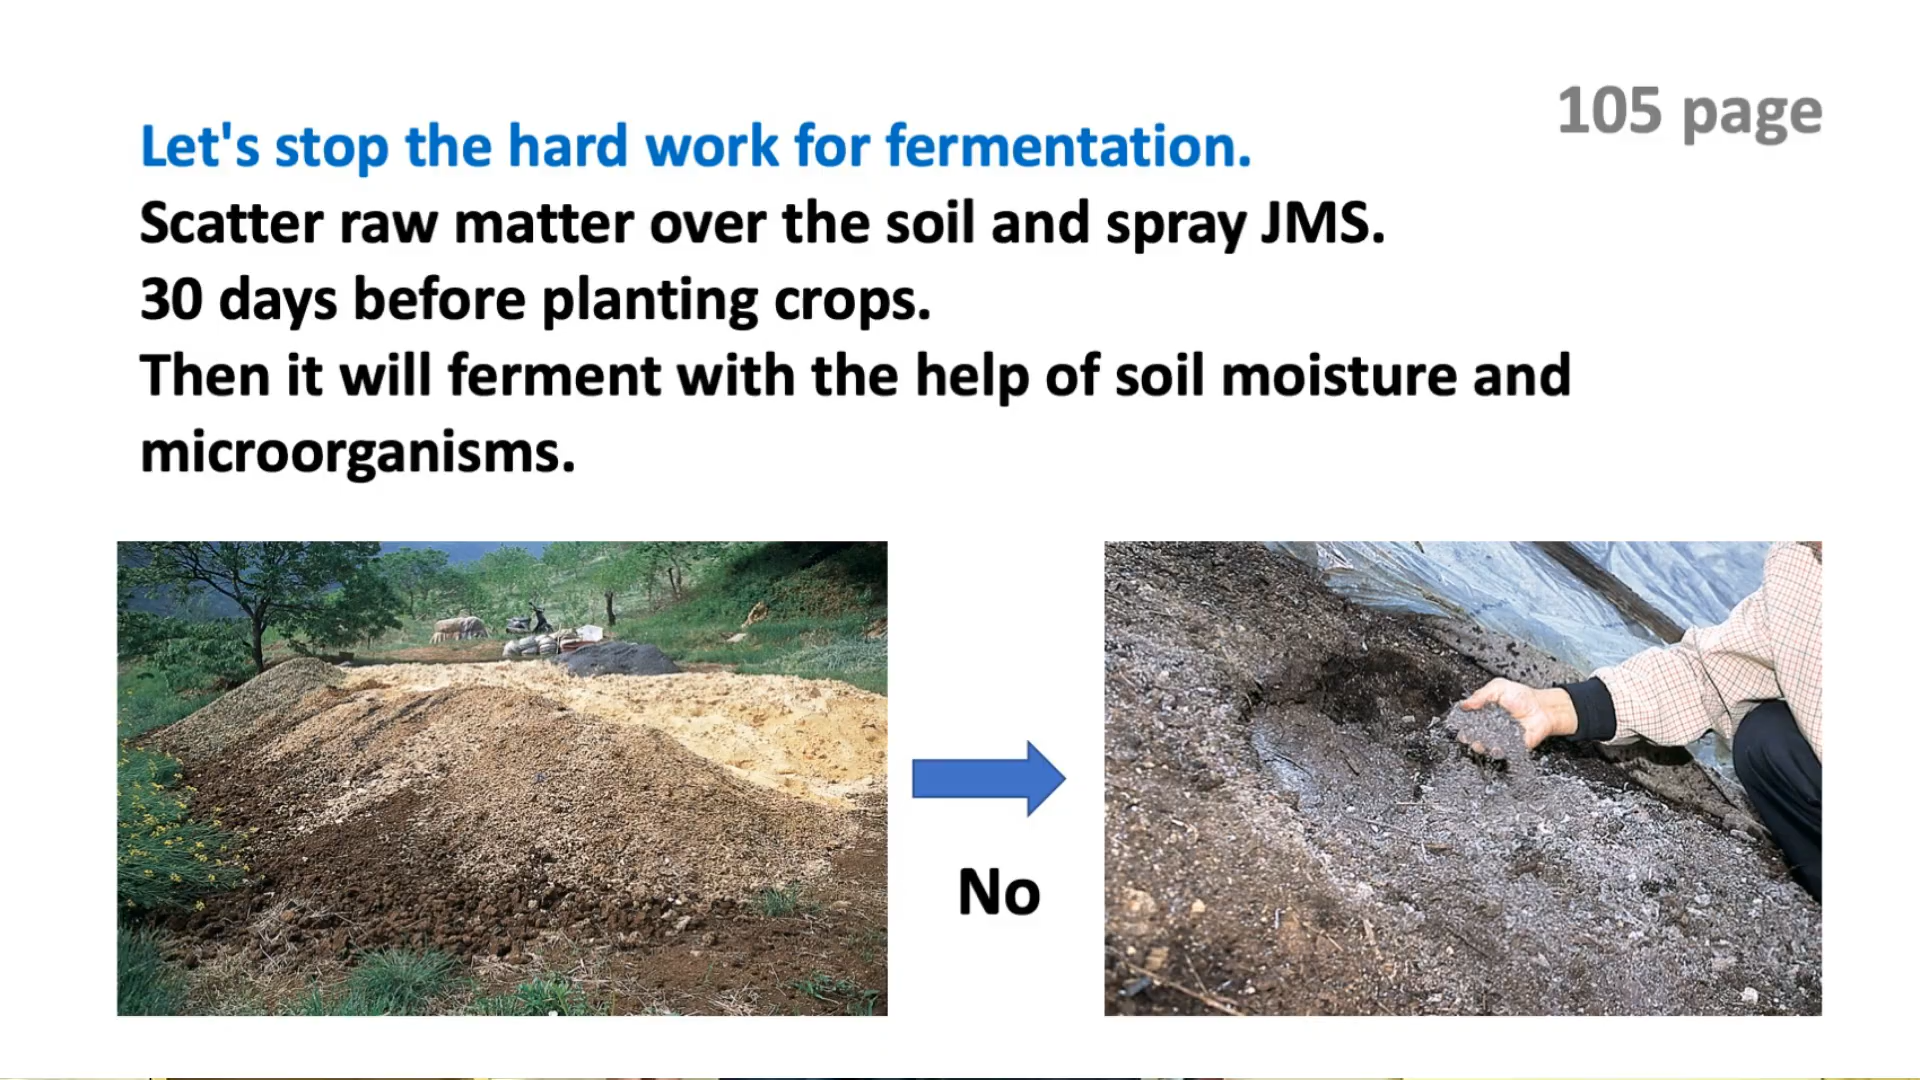 105 page
Let's stop the hard work for fermentation.
Scatter raw matter over the soil and spray JMS.
30 days before planting crops.
Then it will ferment with the help of soil moisture and
microorganisms.
No